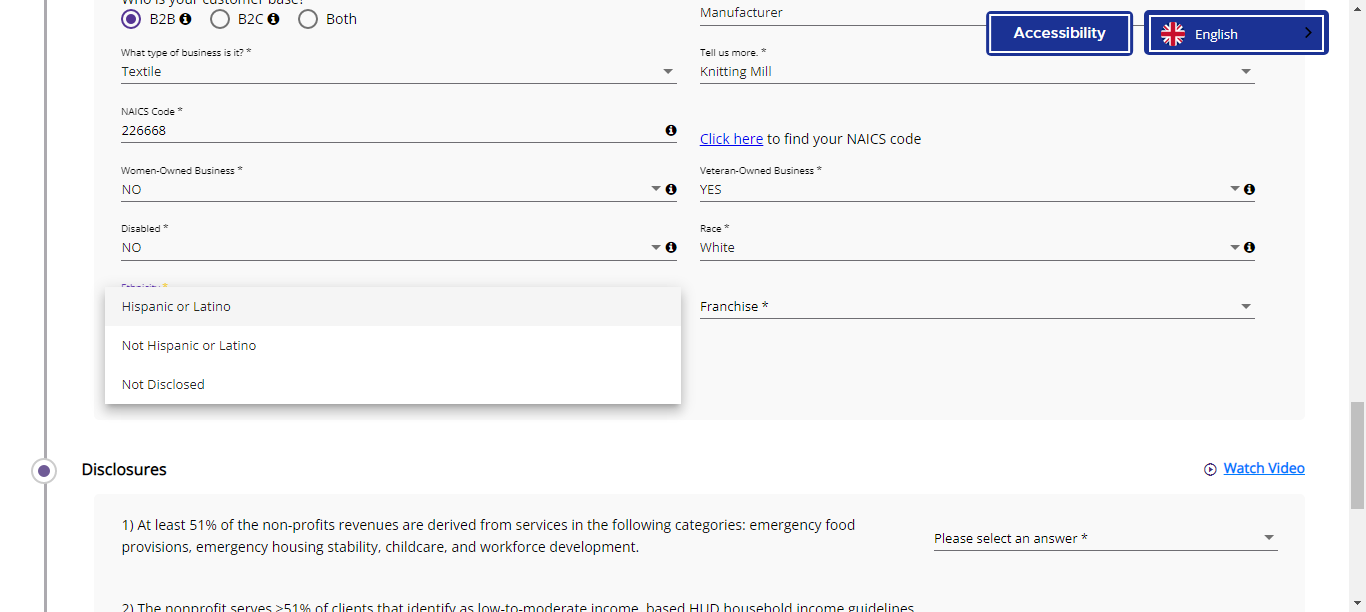 Who is your customer base?
B2B
B2C
Both
Manufacturer
Accessibility
English
What type of business is it? *
Textile
Tell us more. *
Knitting Mill
NAICS Code *
226668
Click here to find your NAICS code
Women-Owned Business *
NO
Veteran-Owned Business *
YES
Disabled *
NO
Race *
White
Ethnicity *
Hispanic or Latino
Not Hispanic or Latino
Not Disclosed
Franchise *
Disclosures
Watch Video
1) At least 51% of the non-profits revenues are derived from services in the following categories: emergency food
provisions, emergency housing stability, childcare, and workforce development.
Please select an answer *
2) The nonprofit serves >51% of clients that identify as low-to-moderate income, based HUD household income guidelines